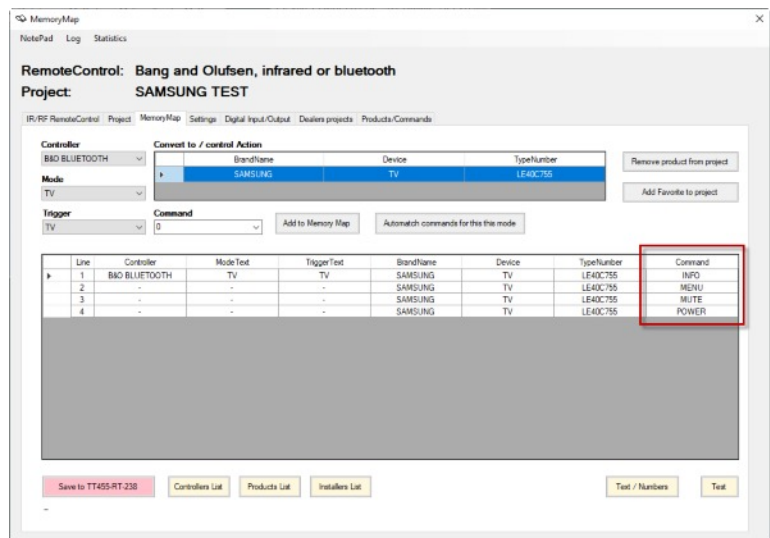 MemoryMap
NotePad Log Statistics
RemoteControl: Bang and Olufsen, infrared or bluetooth
Project: SAMSUNG TEST
IR/RF RemoteControl Project MemoryMap Settings Digital Input/Output Dealers projects Products/Commands
Controller Convert to / control Action
B&O BLUETOOTH BrandName Device TypeNumber Remove product from project
SAMSUNG TV LE40C755
Mode
TV Add Favorite to project
Trigger Command
TV 0 Add to Memory Map Automatch commands for this this mode
Line Controller ModeText TriggerText BrandName Device TypeNumber Command
1 B&O BLUETOOTH TV TV SAMSUNG TV LE40C755 INFO
2 - - - SAMSUNG TV LE40C755 MENU
3 - - - SAMSUNG TV LE40C755 MUTE
4 - - - SAMSUNG TV LE40C755 POWER
Save to TT455-RT-238 Controllers List Products List Installers List Text / Numbers Test